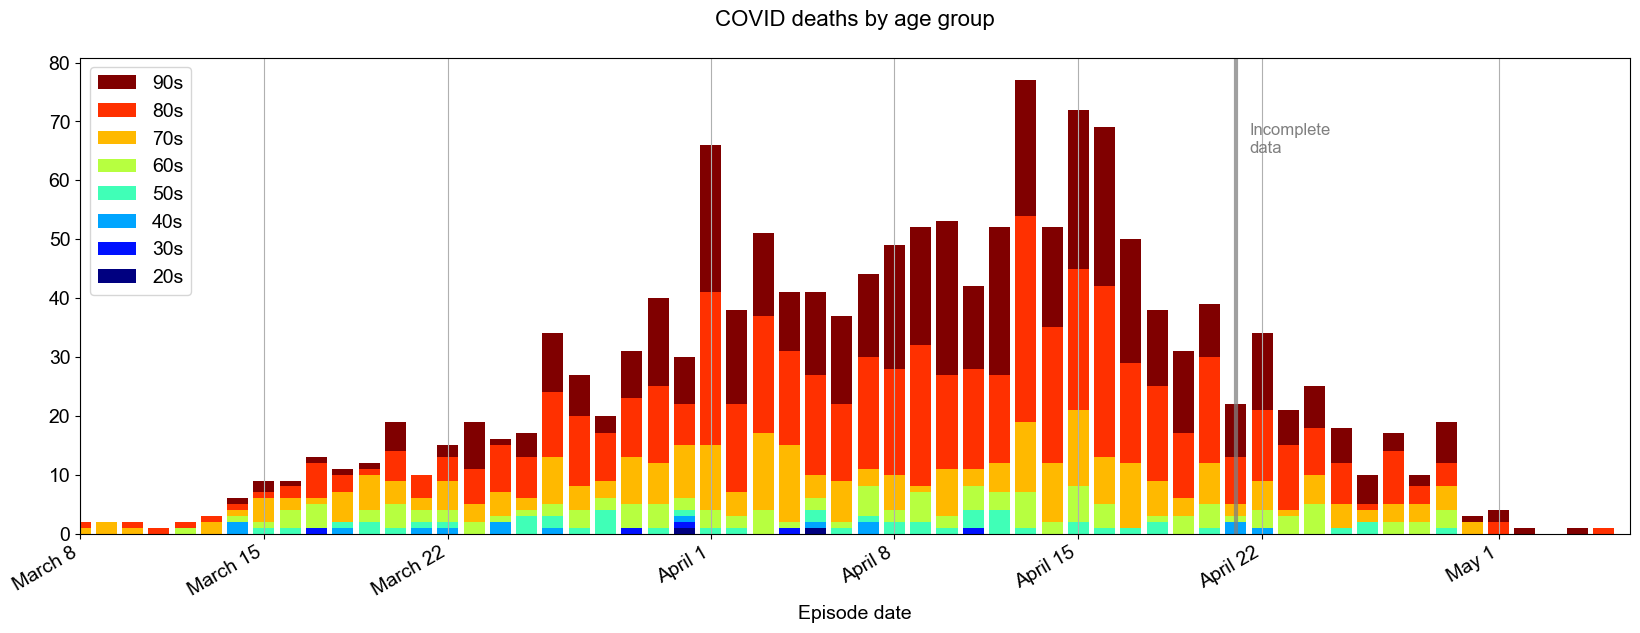 COVID deaths by age group
80
70
60
50
40
30
20
10
0
90s
80s
70s
60s
50s
40s
30s
20s
Incomplete
data
March 8
March 15
March 22
April 1
April 8
April 15
April 22
May 1
Episode date